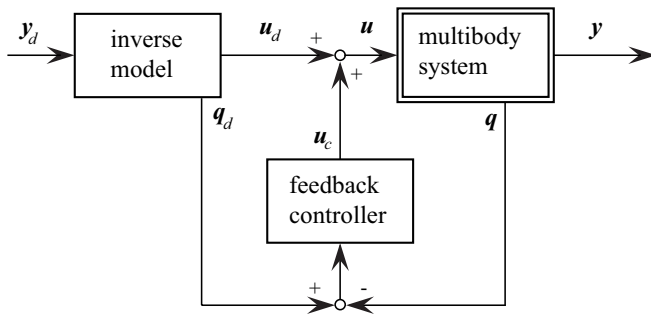 y_d
inverse
model
u_d
+
u
+
multibody
system
y
q_d
q
u_c
feedback
controller
+
-